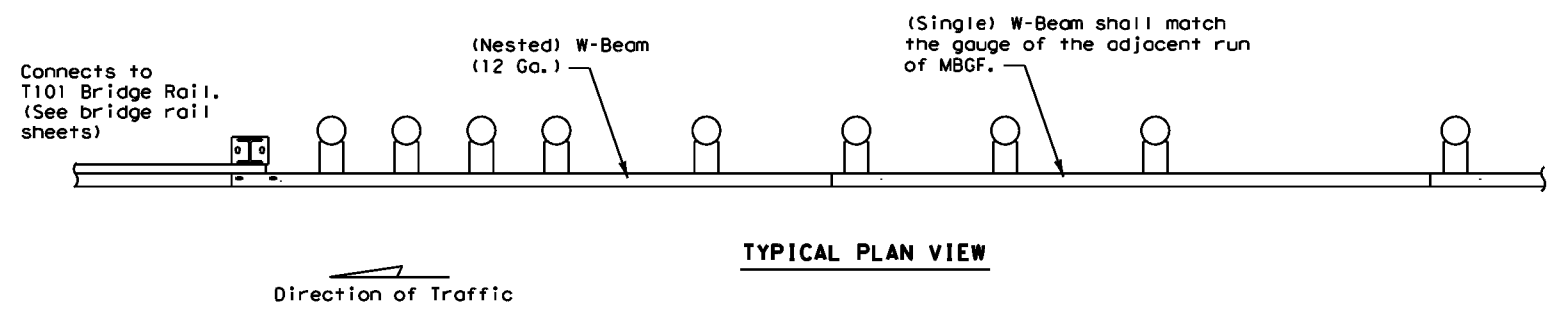 Connects to
T101 Bridge Rail.
(See bridge rail
sheets)
(Nested) W-Beam
(12 Ga.)
(Single) W-Beam shall match
the gauge of the adjacent run
of MBGF.
TYPICAL PLAN VIEW
Direction of Traffic